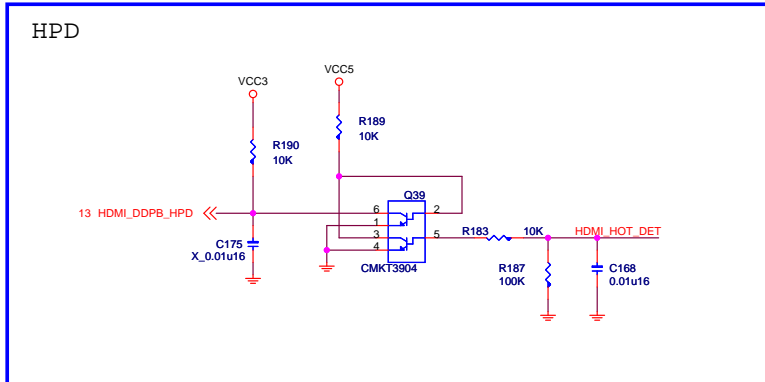 HPD
VCC3
VCC5
R189
10K
R190
10K
Q39
13 HDMI_DDPB_HPD
6
2
1
3
5
4
R183
10K
HDMI_HOT_DET
C175
X_0.01u16
CMKT3904
R187
100K
C168
0.01u16